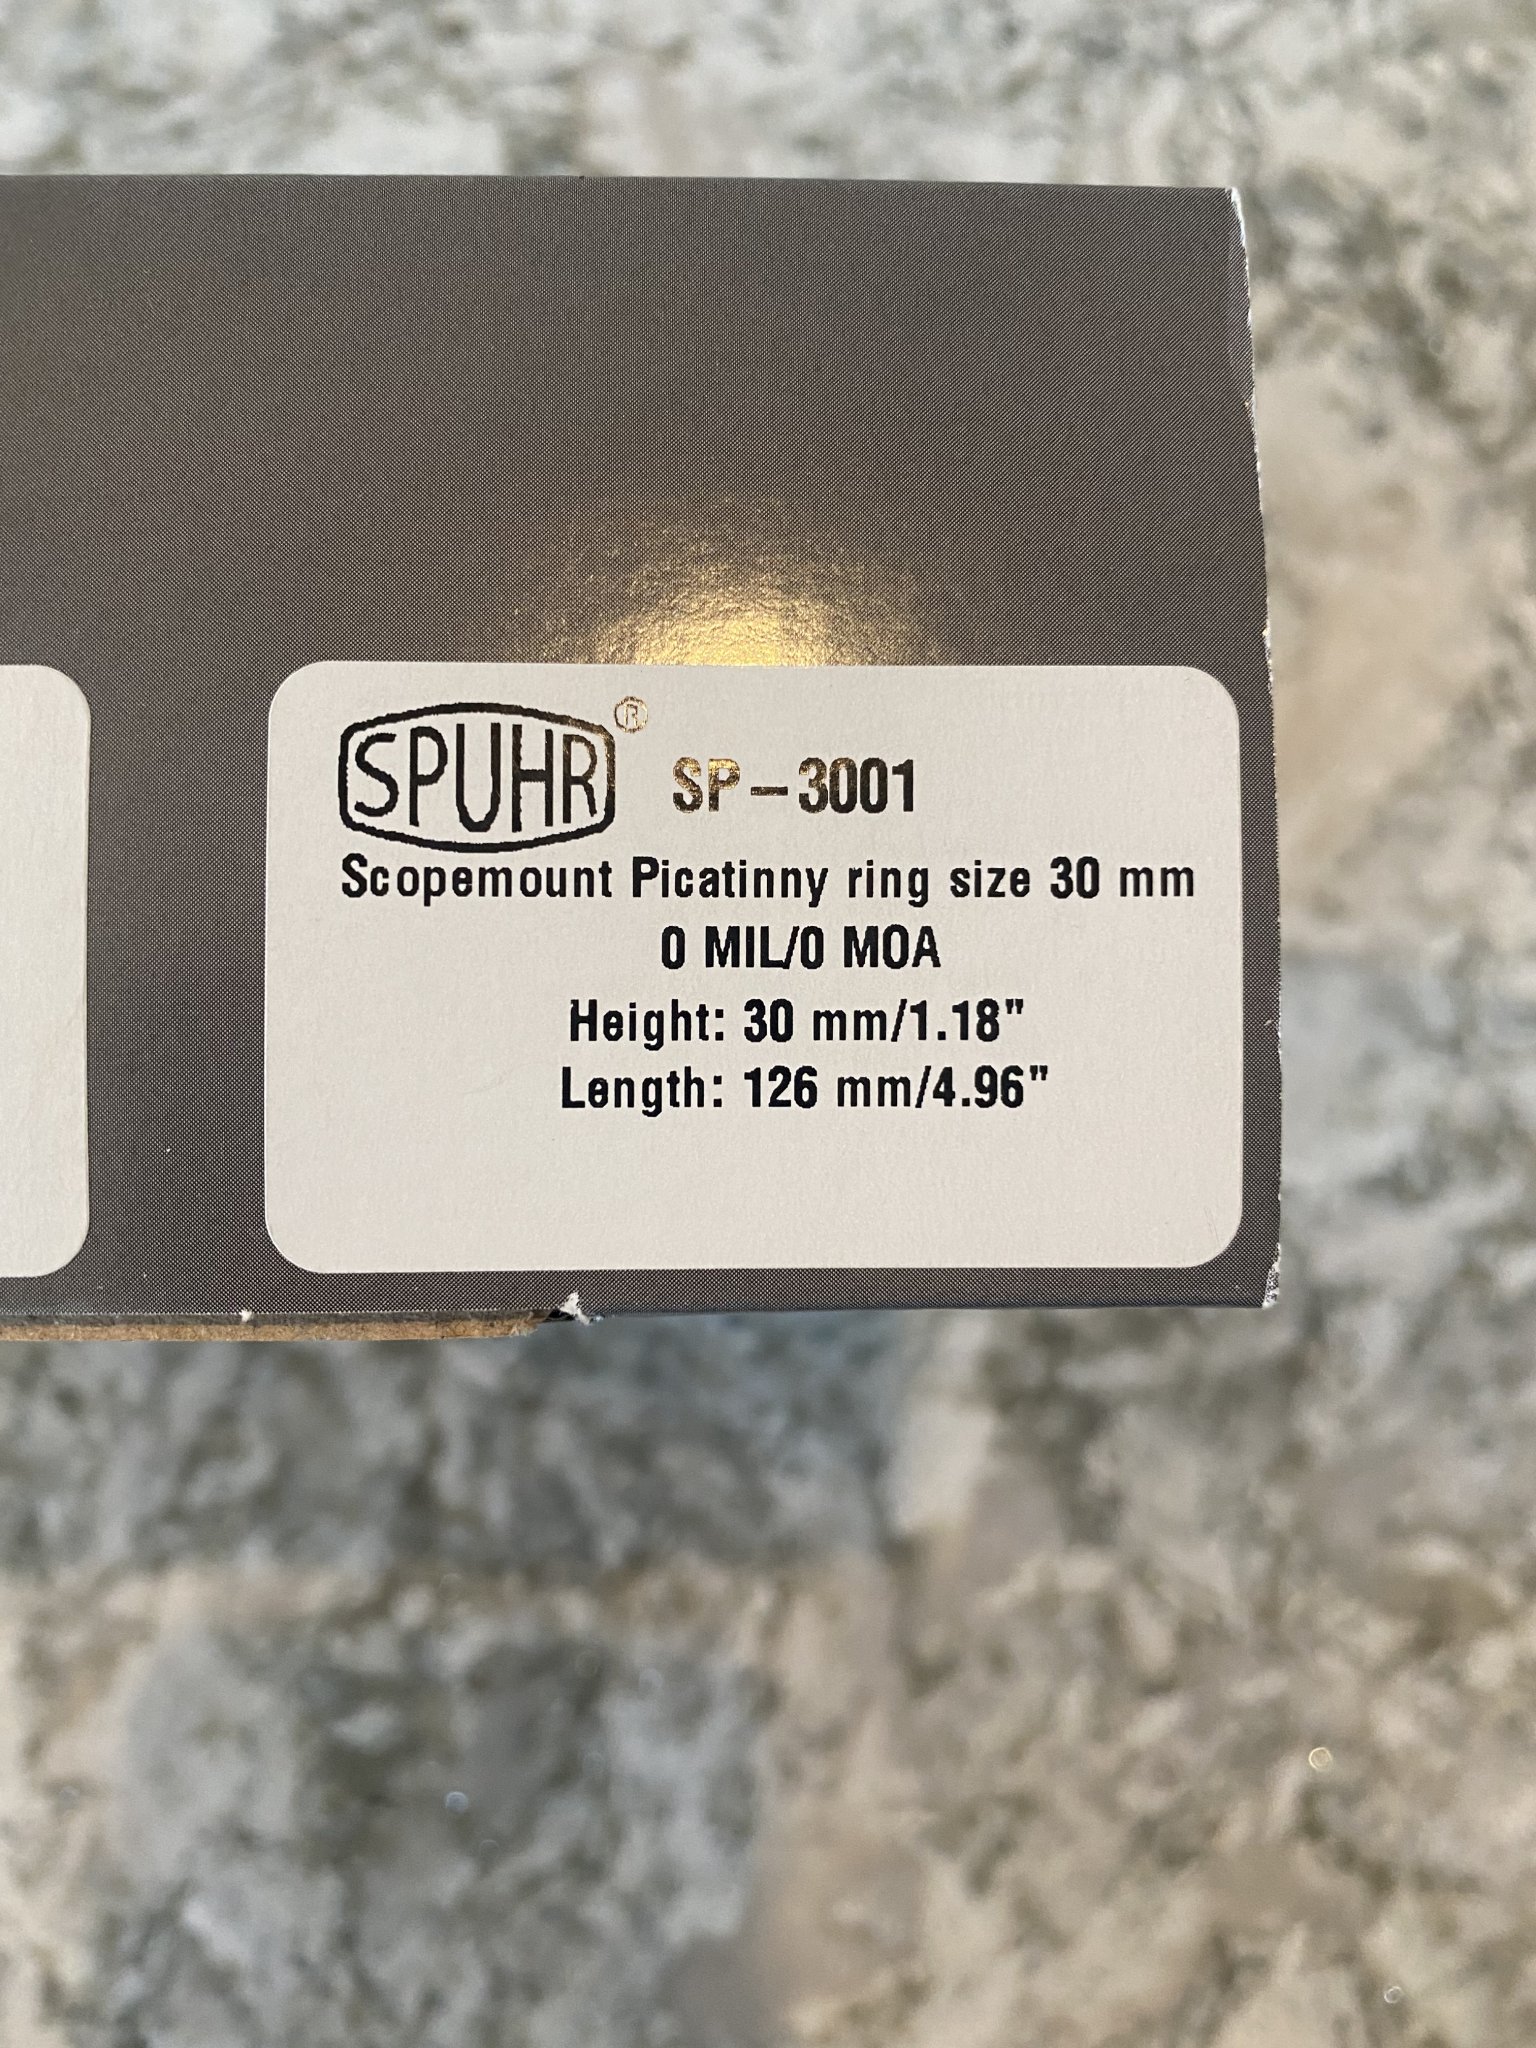 SPUHR® SP-3001
Scopemount Picatinny ring size 30 mm
0 MIL/0 MOA
Height: 30 mm/1.18"
Length: 126 mm/4.96"